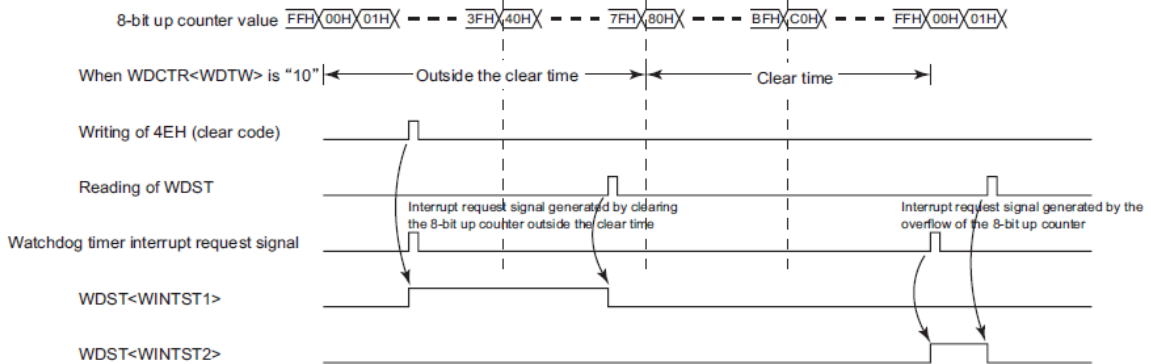 8-bit up counter value FFH 00H 01H 3FH 40H 7FH 80H BFH C0H FFH 00H 01H
When WDCTR<WDTW> is “10” Outside the clear time Clear time
Writing of 4EH (clear code)
Reading of WDST
Interrupt request signal generated by clearing
the 8-bit up counter outside the clear time
Interrupt request signal generated by the
overflow of the 8-bit up counter
Watchdog timer interrupt request signal
WDST<WINTST1>
WDST<WINTST2>